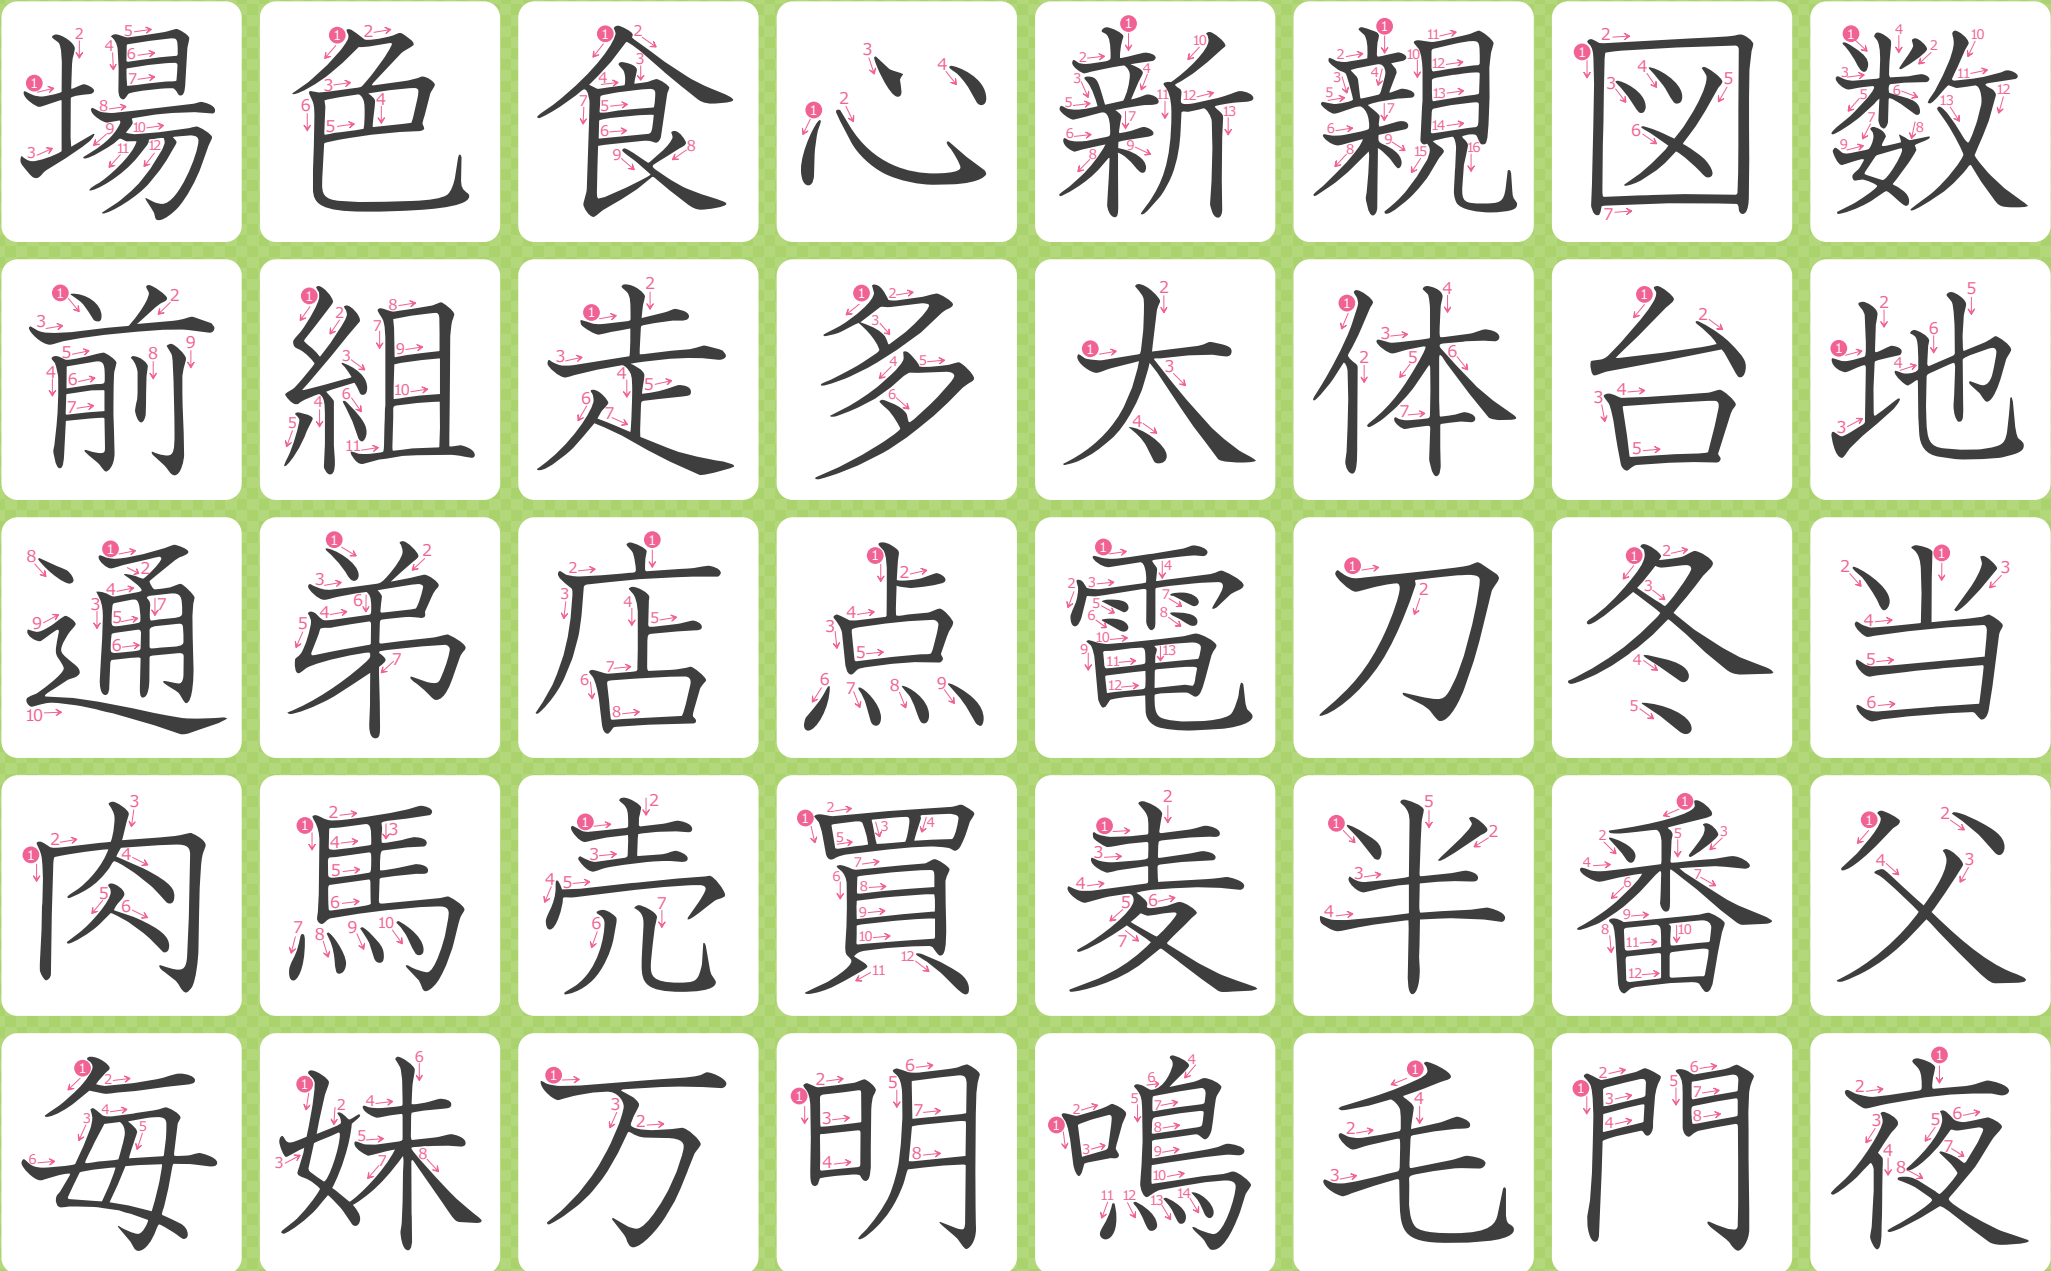 場 色 食 心 新 親 図 数
前 組 走 多 太 体 台 地
通 弟 店 点 電 刀 冬 当
肉 馬 売 買 麦 半 番 父
毎 妹 万 明 鳴 毛 門 夜